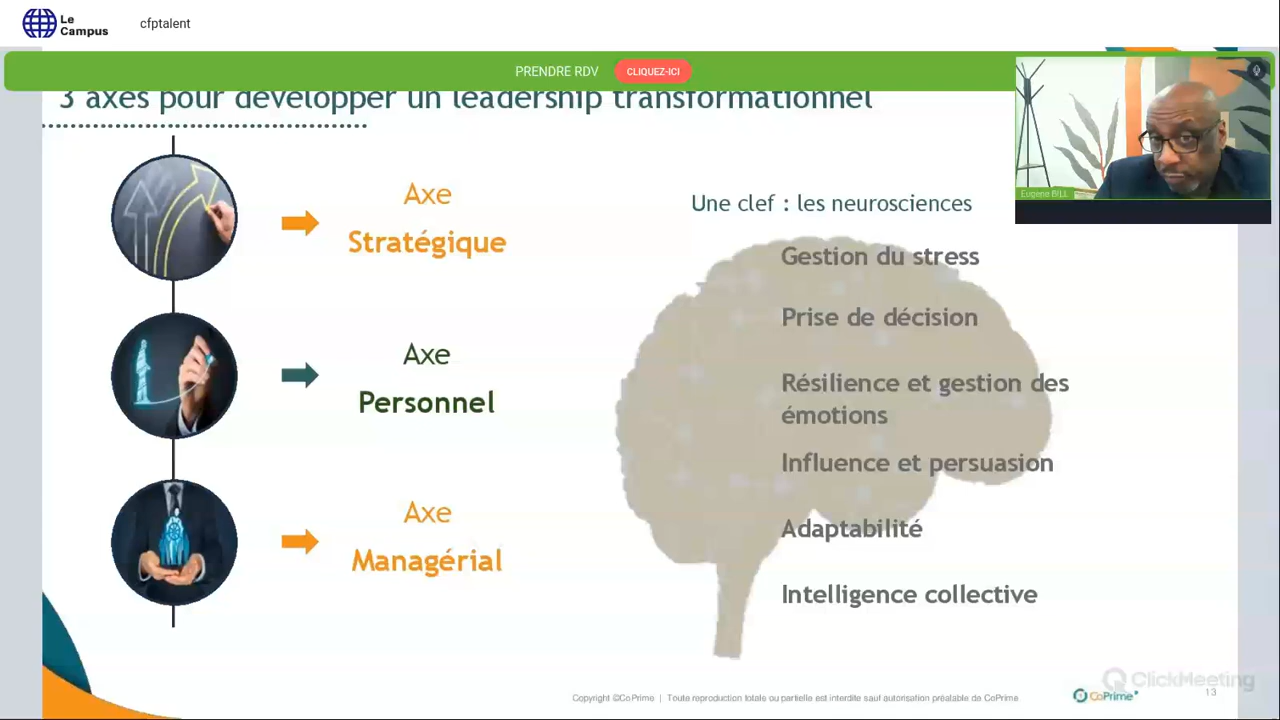 Le
Campus
cfptalent
PRENDRE RDV CLIQUEZ-ICI
3 axes pour développer un leadership transformationnel
Eugene BILL
Axe
Stratégique
Axe
Personnel
Axe
Managérial
Une clef : les neurosciences
Gestion du stress
Prise de décision
Résilience et gestion des
émotions
Influence et persuasion
Adaptabilité
Intelligence collective
ClickMeeting
Copyright ©CoPrime | Toute reproduction totale ou partielle est interdite sauf autorisation préalable de CoPrime
CoPrime
13